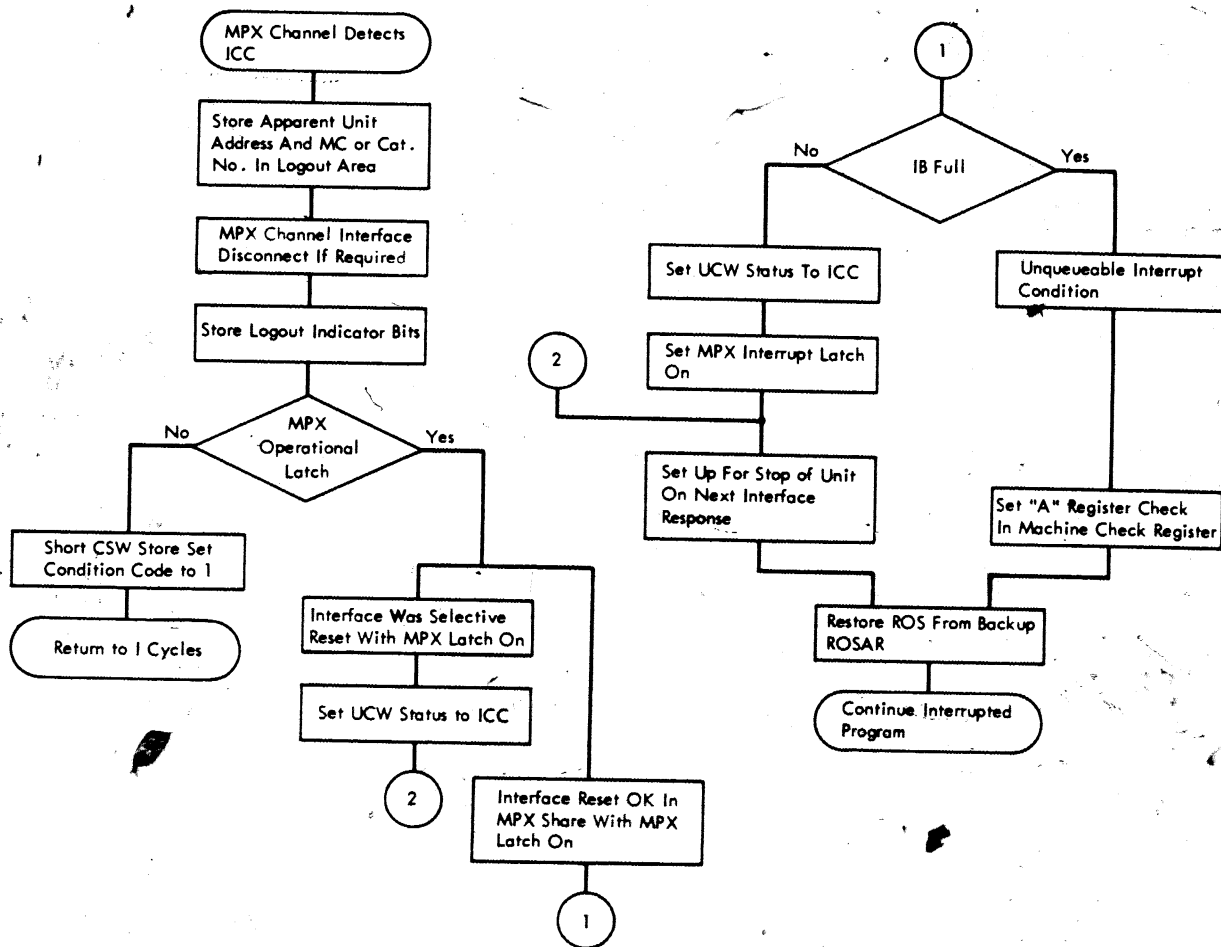 MPX Channel Detects
ICC
Store Apparent Unit
Address And MC or Cat.
No. In Logout Area
MPX Channel Interface
Disconnect If Required
Store Logout Indicator Bits
No
MPX
Operational
Latch
Yes
Short CSW Store Set
Condition Code to 1
Return to I Cycles
Interface Was Selective
Reset With MPX Latch On
Set UCW Status to ICC
2
Interface Reset OK In
MPX Share With MPX
Latch On
1
1
No
IB Full
Yes
Set UCW Status To ICC
Set MPX Interrupt Latch
On
2
Set Up For Stop of Unit
On Next Interface
Response
Unqueueable Interrupt
Condition
Set "A" Register Check
In Machine Check Register
Restore ROS From Backup
ROSAR
Continue Interrupted
Program